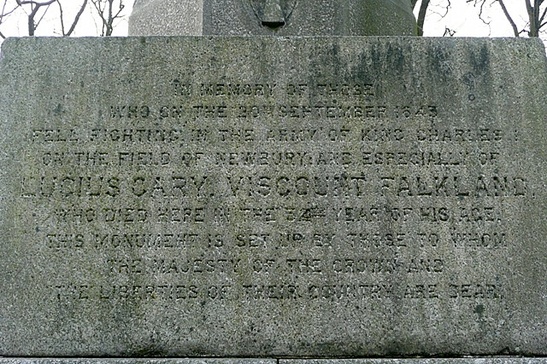 IN MEMORY OF THOSE
WHO ON THE 20TH SEPTEMBER 1643
FELL FIGHTING IN THE ARMY OF KING CHARLES I
ON THE FIELD OF NEWBURY AND ESPECIALLY OF
LUCIUS CARY, VISCOUNT FALKLAND
WHO DIED HERE IN THE 34TH YEAR OF HIS AGE.
THIS MONUMENT IS SET UP BY THOSE TO WHOM
THE MAJESTY OF THE CROWN AND
THE LIBERTIES OF THEIR COUNTRY ARE DEAR.